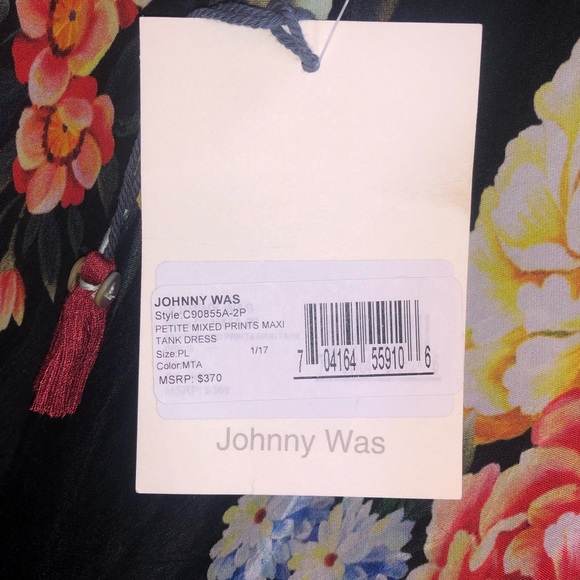 JOHNNY WAS
Style:C90855A-2P
PETITE MIXED PRINTS MAXI
TANK DRESS
1/17
Size:PL
Color:MTA
MSRP: $370
7 04164 55910 6
Johnny Was